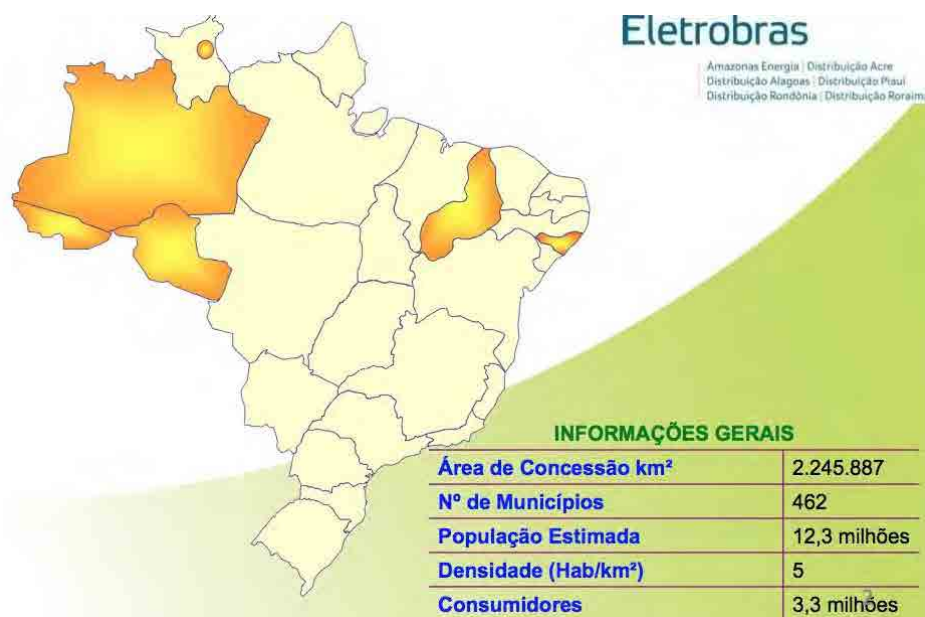 Eletrobras
Amazonas Energia | Distribuição Acre
Distribuição Alagoas | Distribuição Piauí
Distribuição Rondônia | Distribuição Roraima
INFORMAÇÕES GERAIS
Área de Concessão km² 2.245.887
Nº de Municípios 462
População Estimada 12,3 milhões
Densidade (Hab/km²) 5
Consumidores 3,3 milhões